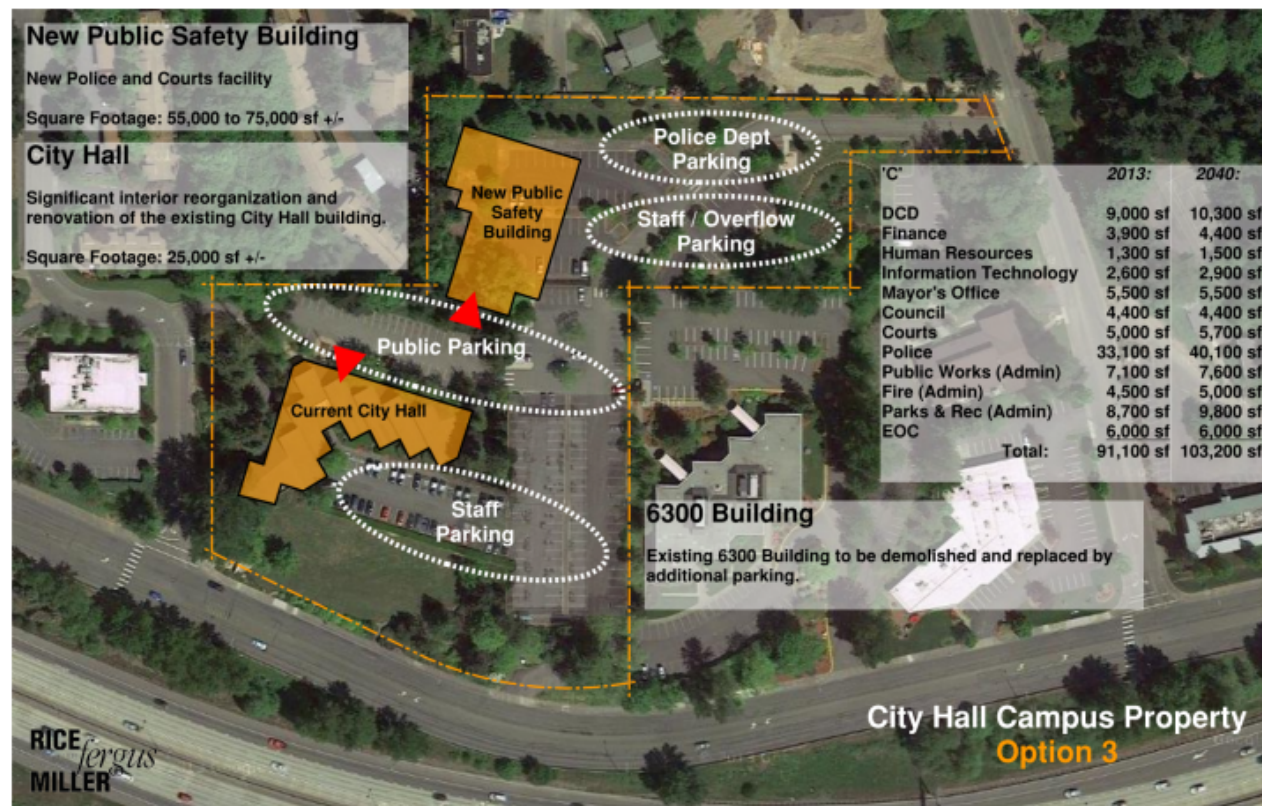 New Public Safety Building
New Police and Courts facility
Square Footage: 55,000 to 75,000 sf +/-
City Hall
Significant interior reorganization and
renovation of the existing City Hall building.
Square Footage: 25,000 sf +/-
Police Dept
Parking
New Public
Safety
Building
Staff / Overflow
Parking
Public Parking
Current City Hall
Staff
Parking
'C' 2013: 2040:
DCD 9,000 sf 10,300 sf
Finance 3,900 sf 4,400 sf
Human Resources 1,300 sf 1,500 sf
Information Technology 2,600 sf 2,900 sf
Mayor's Office 5,500 sf 5,500 sf
Council 4,400 sf 4,400 sf
Courts 5,000 sf 5,700 sf
Police 33,100 sf 40,100 sf
Public Works (Admin) 7,100 sf 7,600 sf
Fire (Admin) 4,500 sf 5,000 sf
Parks & Rec (Admin) 8,700 sf 9,800 sf
EOC 6,000 sf 6,000 sf
Total: 91,100 sf 103,200 sf
6300 Building
Existing 6300 Building to be demolished and replaced by
additional parking.
City Hall Campus Property
Option 3
RICE
fergus
MILLER